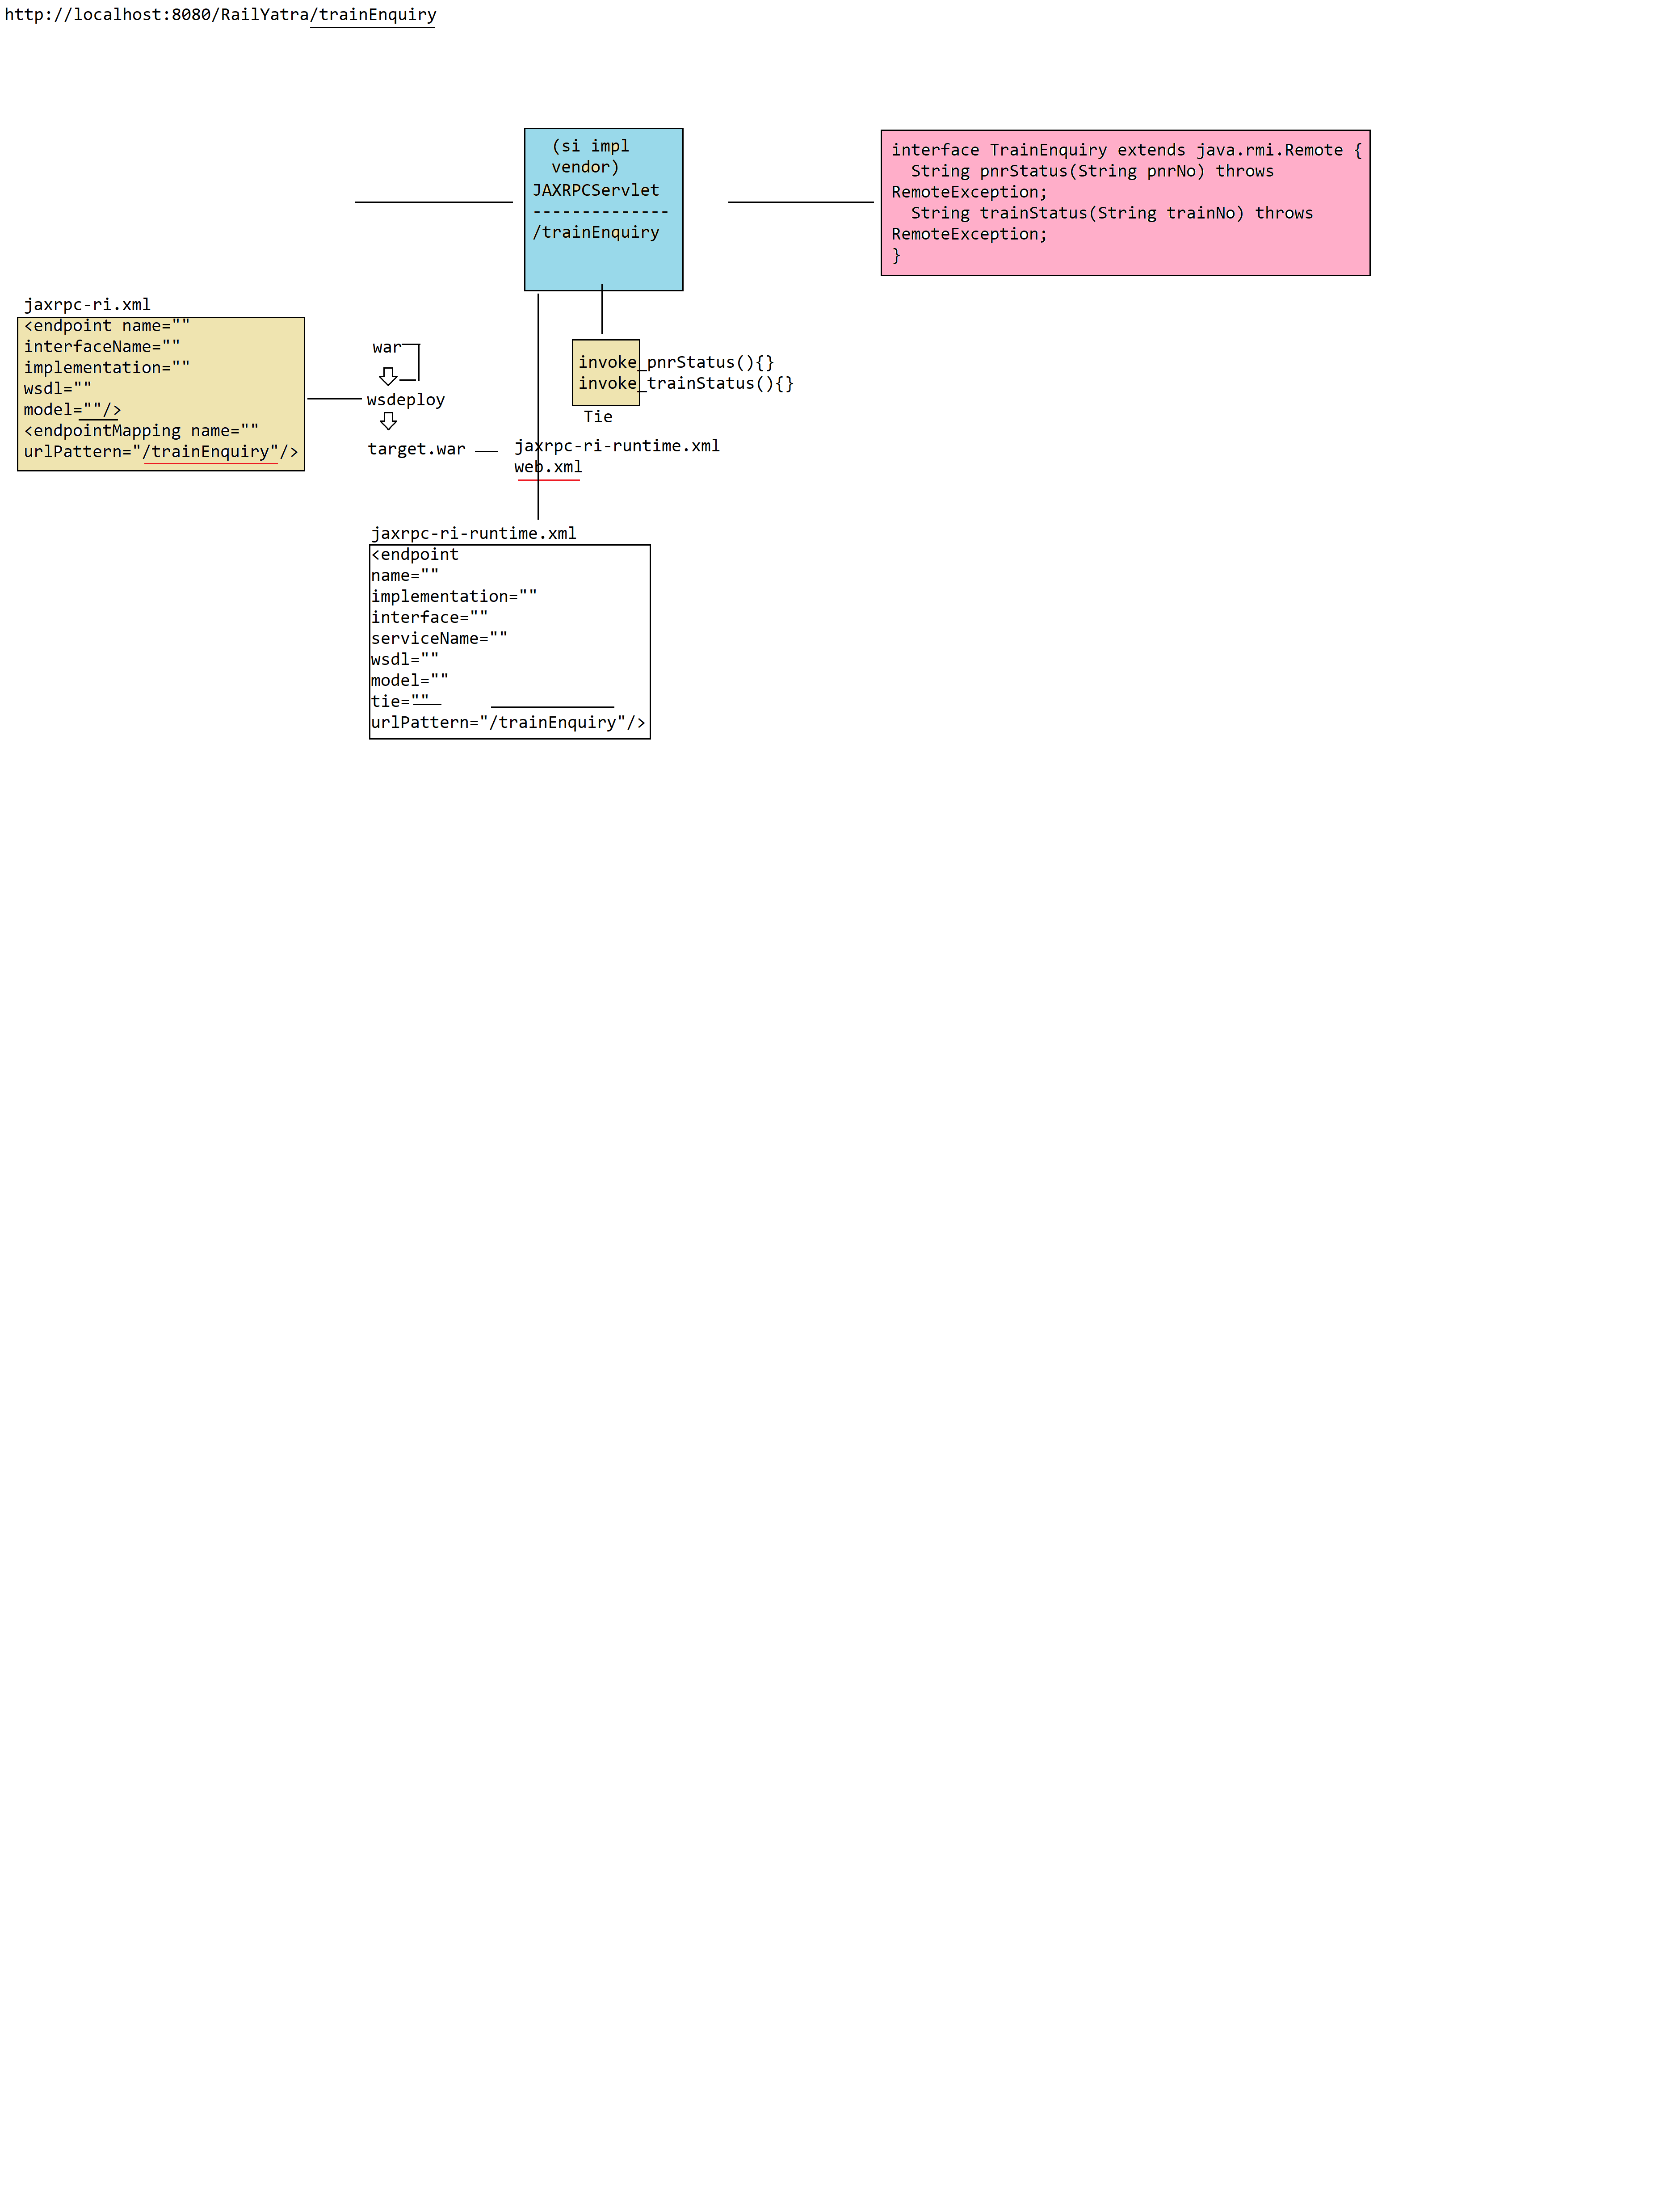 http://localhost:8080/RailYatra/trainEnquiry
(si impl
vendor)
JAXRPCServlet
--------------
/trainEnquiry
interface TrainEnquiry extends java.rmi.Remote {
String pnrStatus(String pnrNo) throws
RemoteException;
String trainStatus(String trainNo) throws
RemoteException;
}
jaxrpc-ri.xml
<endpoint name=""
interfaceName=""
implementation=""
wsdl=""
model=""/>
<endpointMapping name=""
urlPattern="/trainEnquiry"/>
war
wsdeploy
target.war
invoke_pnrStatus(){}
invoke_trainStatus(){}
Tie
jaxrpc-ri-runtime.xml
web.xml
jaxrpc-ri-runtime.xml
<endpoint
name=""
implementation=""
interface=""
serviceName=""
wsdl=""
model=""
tie=""
urlPattern="/trainEnquiry"/>